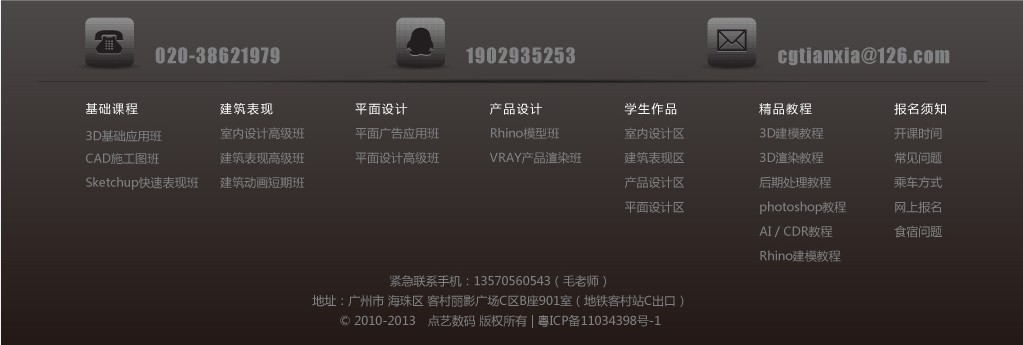 020-38621979
1902935253
cgtianxia@126.com
基础课程 建筑表现 平面设计 产品设计 学生作品 精品教程 报名须知
3D基础应用班 室内设计高级班 平面广告应用班 Rhino模型班 室内设计区 3D建模教程 开课时间
CAD施工图班 建筑表现高级班 平面设计高级班 VRAY产品渲染班 建筑表现区 3D渲染教程 常见问题
Sketchup快速表现班 建筑动画短期班 产品设计区 后期处理教程 乘车方式
平面设计区 photoshop教程 网上报名
AI / CDR教程 食宿问题
Rhino建模教程
紧急联系手机：13570560543（毛老师）
地址：广州市 海珠区 客村丽影广场C区B座901室（地铁客村站C出口）
© 2010-2013 点艺数码 版权所有 | 粤ICP备11034398号-1